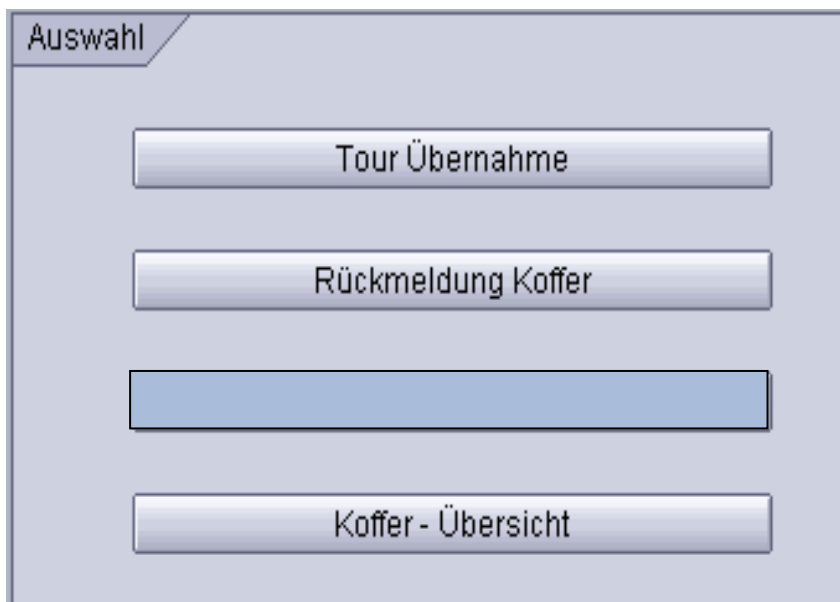 Auswahl
Tour Übernahme
Rückmeldung Koffer
Koffer - Übersicht